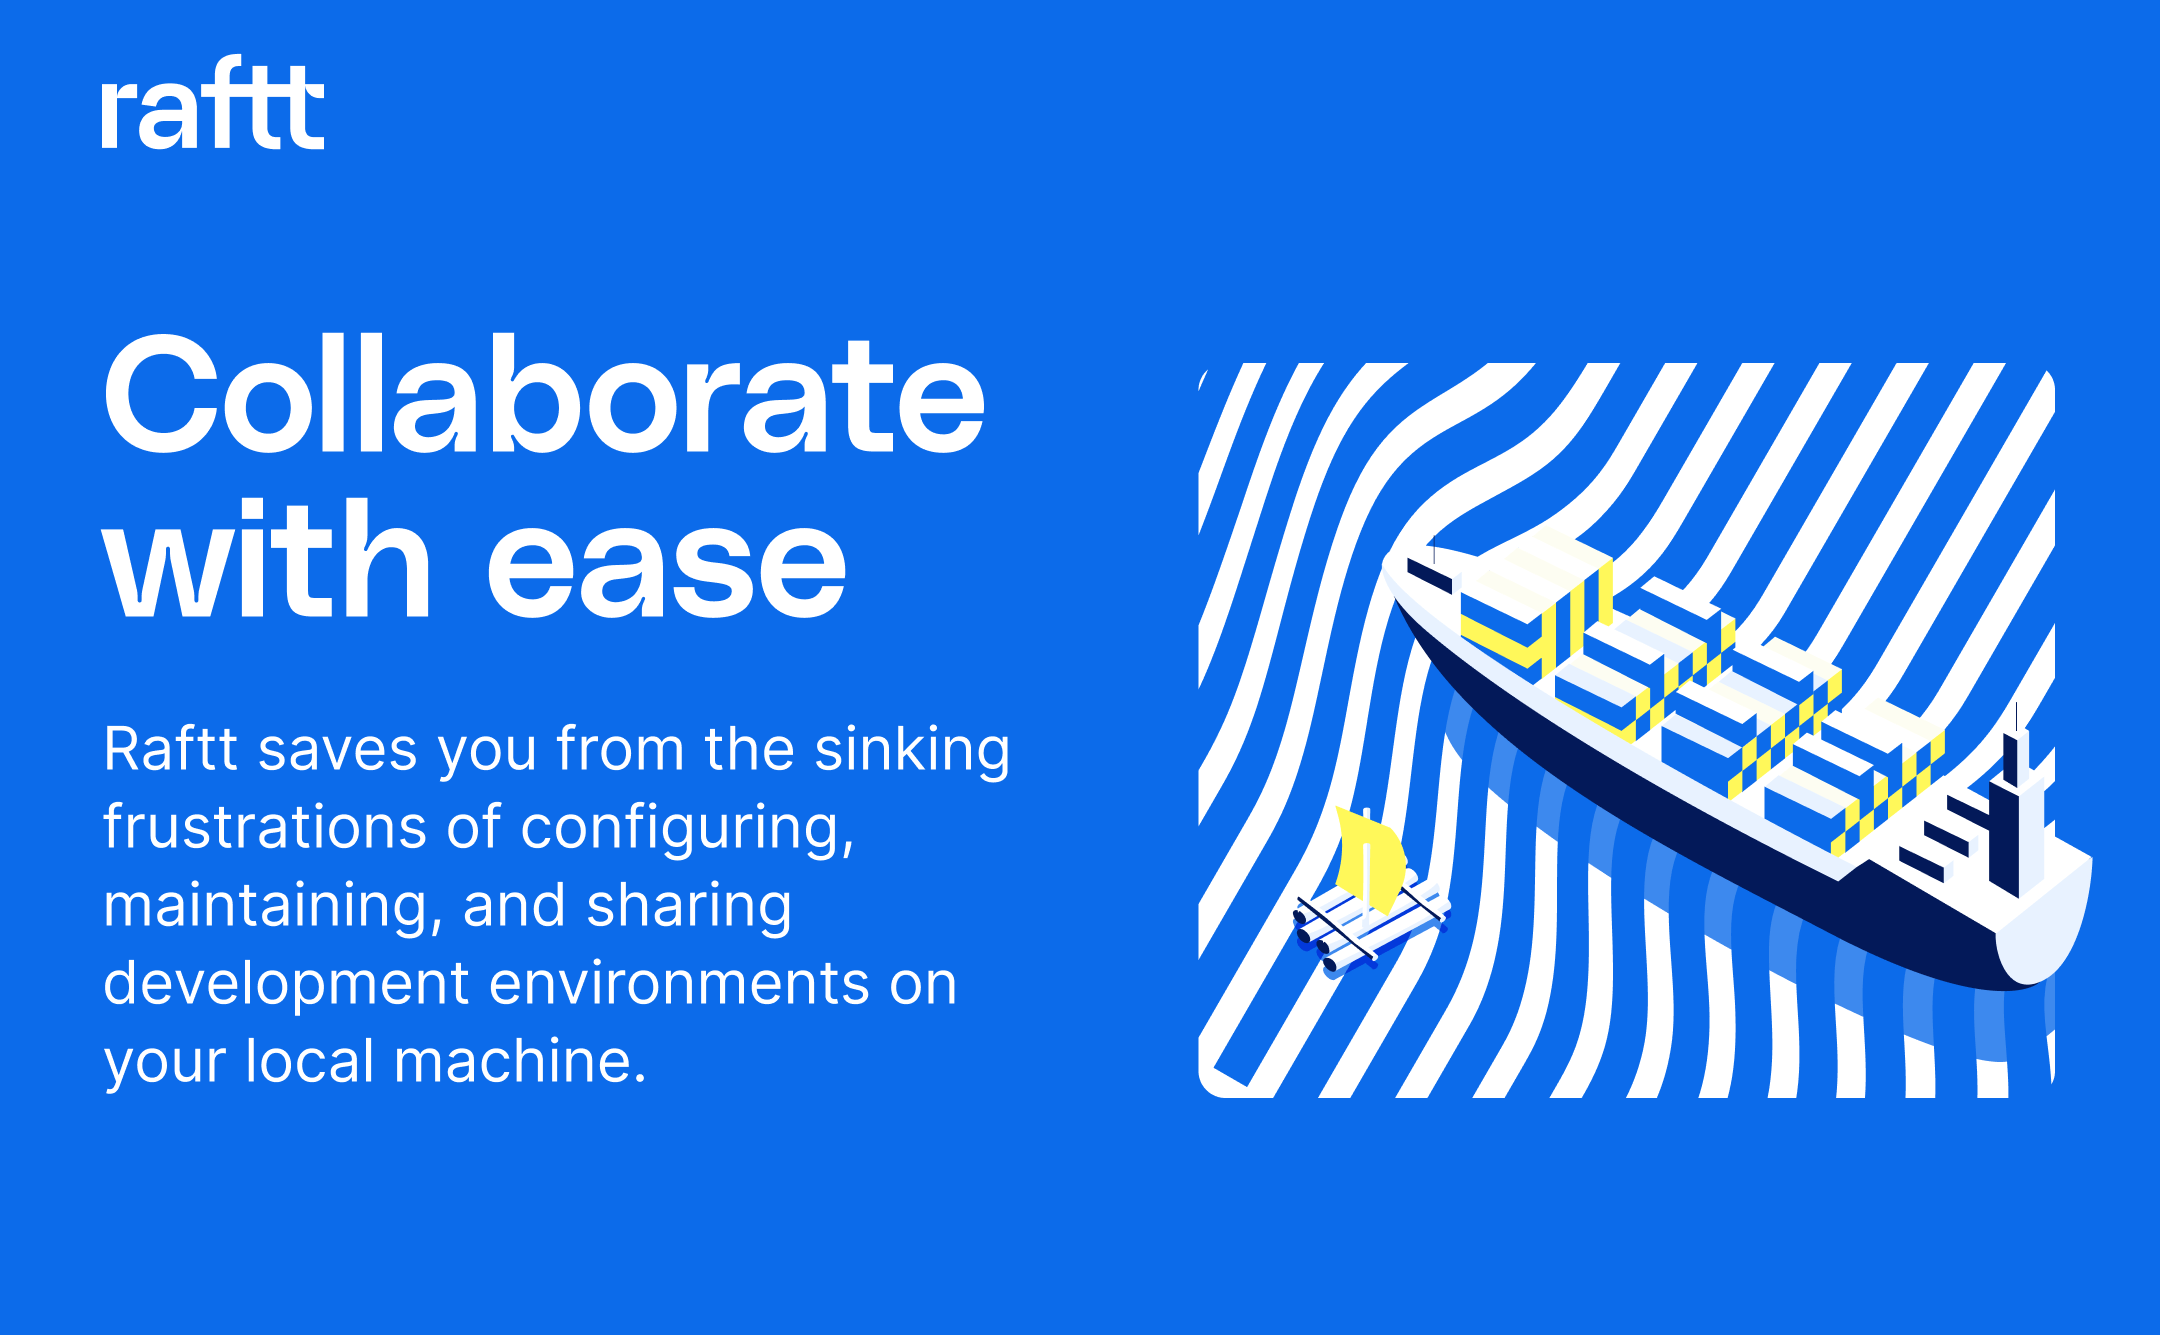 raftt
Collaborate
with ease
Raftt saves you from the sinking
frustrations of configuring,
maintaining, and sharing
development environments on
your local machine.